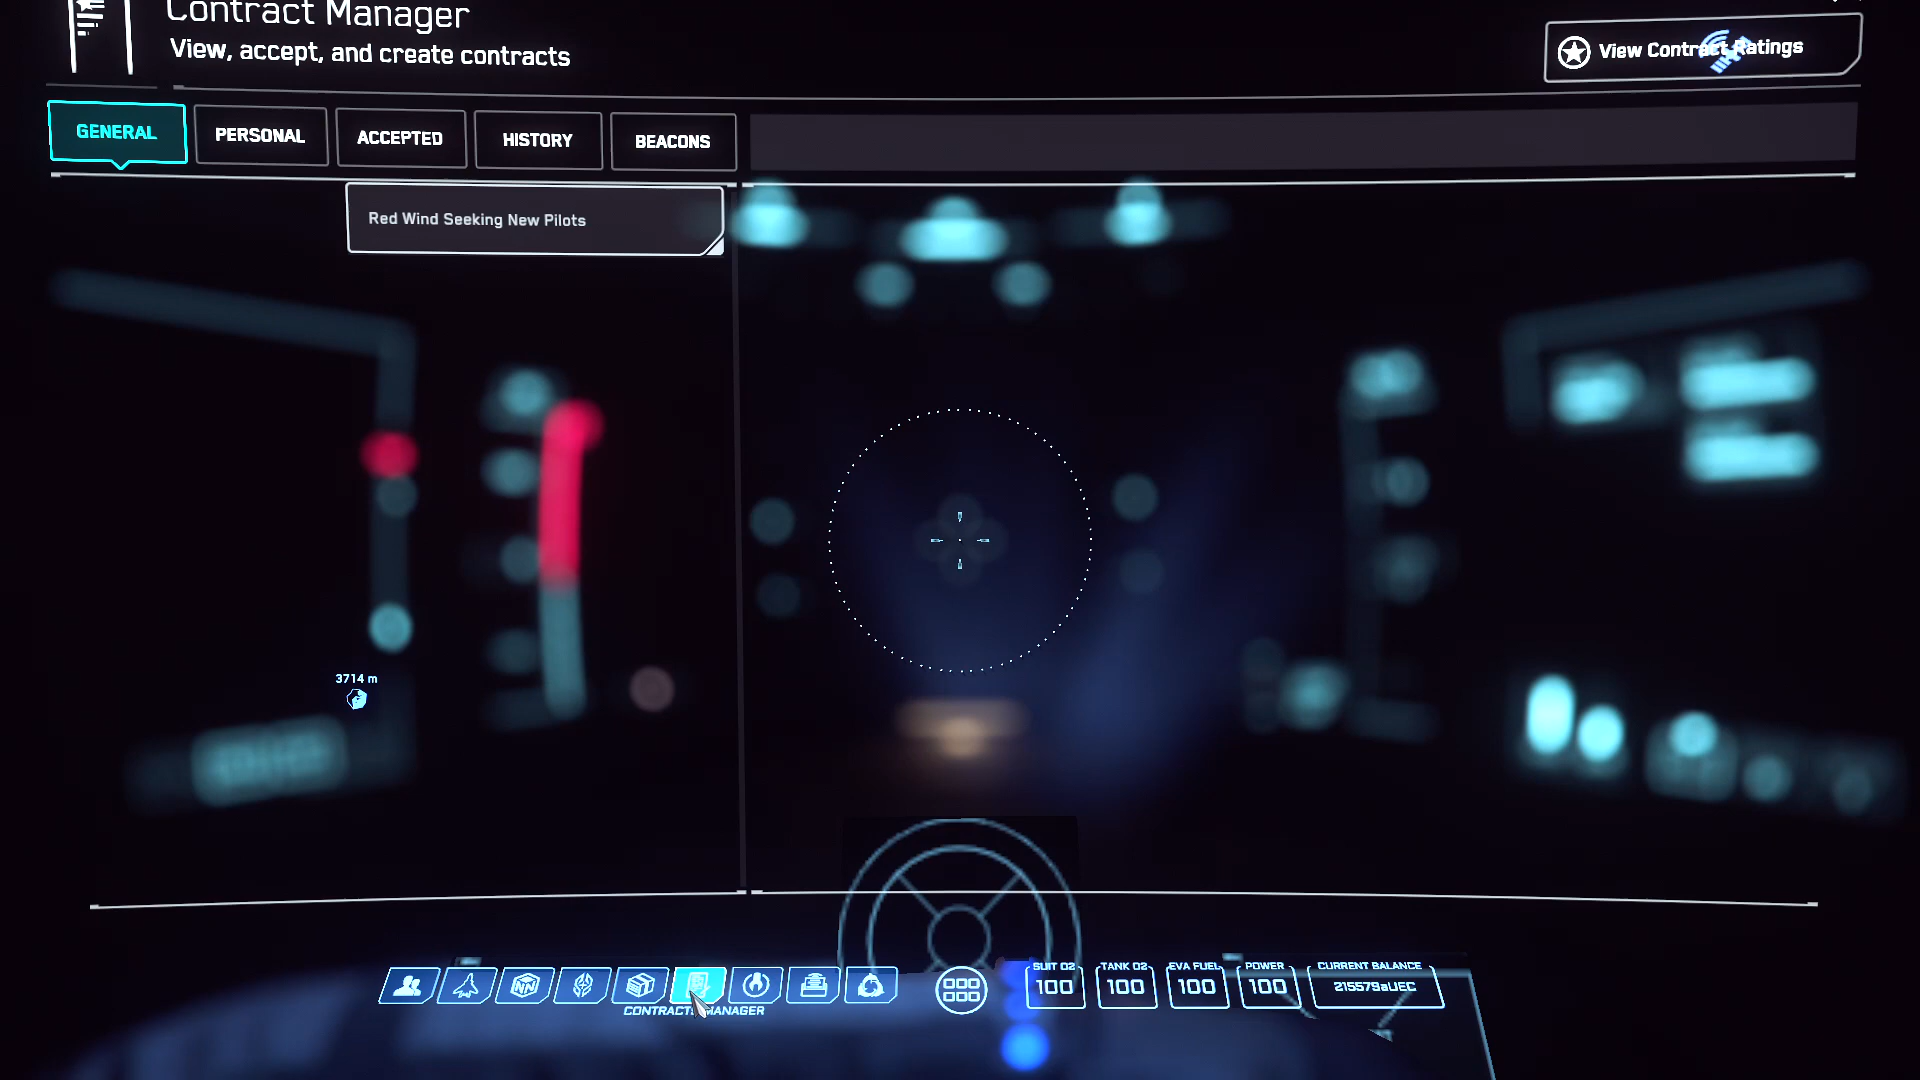 Contract Manager
View, accept, and create contracts
View Contract Ratings
GENERAL
PERSONAL
ACCEPTED
HISTORY
BEACONS
Red Wind Seeking New Pilots
3714 m
SUIT O2
TANK O2
EVA FUEL
POWER
CURRENT BALANCE
100
100
100
100
215579aUEC